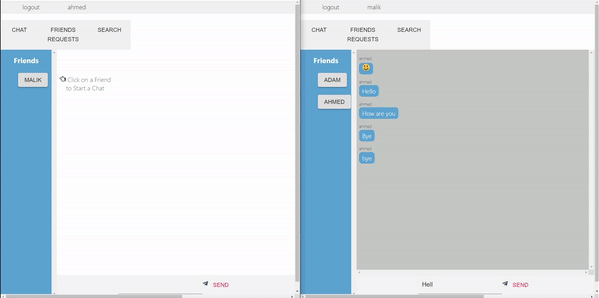 logout ahmed
CHAT FRIENDS REQUESTS SEARCH
Friends
MALIK
Click on a Friend
to Start a Chat
SEND
logout malik
CHAT FRIENDS REQUESTS SEARCH
Friends
ADAM
AHMED
ahmed
ahmed
Hello
ahmed
How are you
ahmed
Bye
ahmed
bye
Hell
SEND